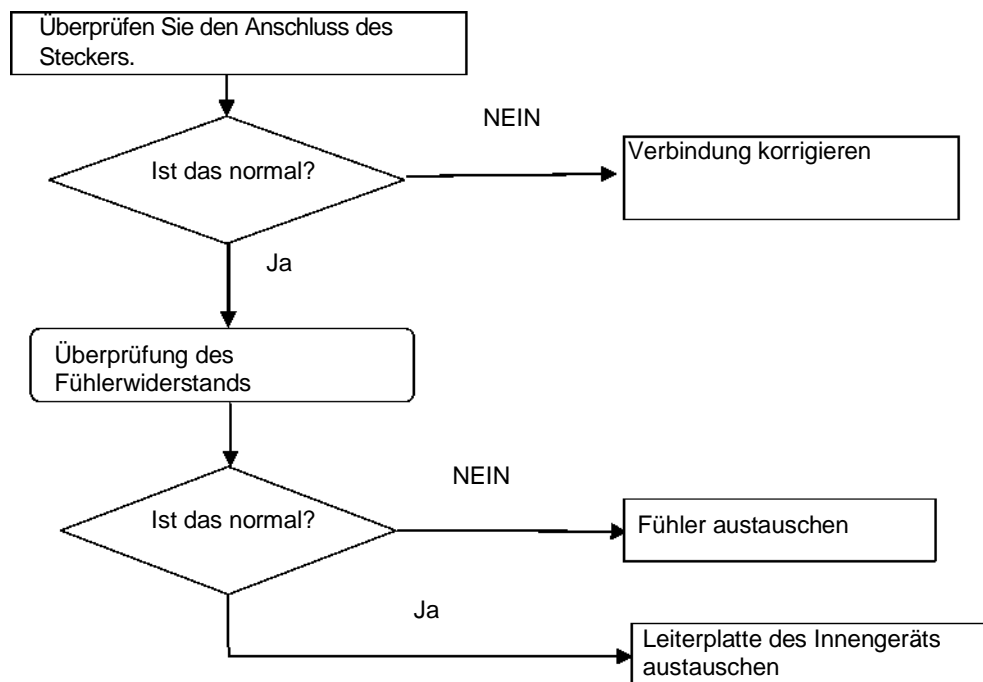 Überprüfen Sie den Anschluss des
Steckers.
NEIN
Ist das normal?
Verbindung korrigieren
Ja
Überprüfung des
Fühlerwiderstands
NEIN
Ist das normal?
Fühler austauschen
Ja
Leiterplatte des Innengeräts
austauschen